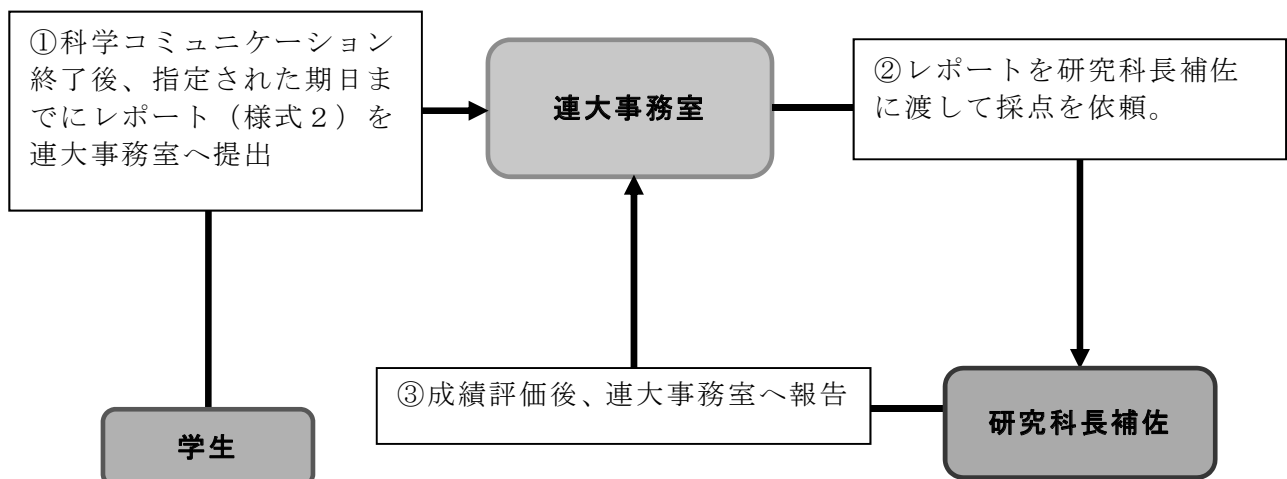 ①科学コミュニケーション
終了後、指定された期日ま
でにレポート（様式２）を
連大事務室へ提出
連大事務室
②レポートを研究科長補佐
に渡して採点を依頼。
③成績評価後、連大事務室へ報告
研究科長補佐
学生